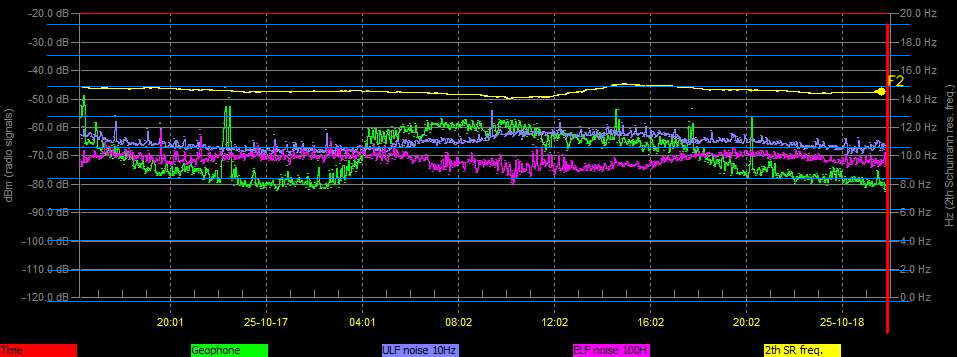 -20.0 dB 20.0 Hz
-30.0 dB 18.0 Hz
-40.0 dB 16.0 Hz
F2
-50.0 dB 14.0 Hz
-60.0 dB 12.0 Hz
-70.0 dB 10.0 Hz
-80.0 dB 8.0 Hz
-90.0 dB 6.0 Hz
-100.0 dB 4.0 Hz
-110.0 dB 2.0 Hz
-120.0 dB 0.0 Hz
dBm (radio signals)
Hz (2th Schumann res. freq.)
20:01 25-10-17 04:01 08:02 12:02 16:02 20:02 25-10-18
Time Geophone ULF noise 10Hz ELF noise 100H 2th SR freq.